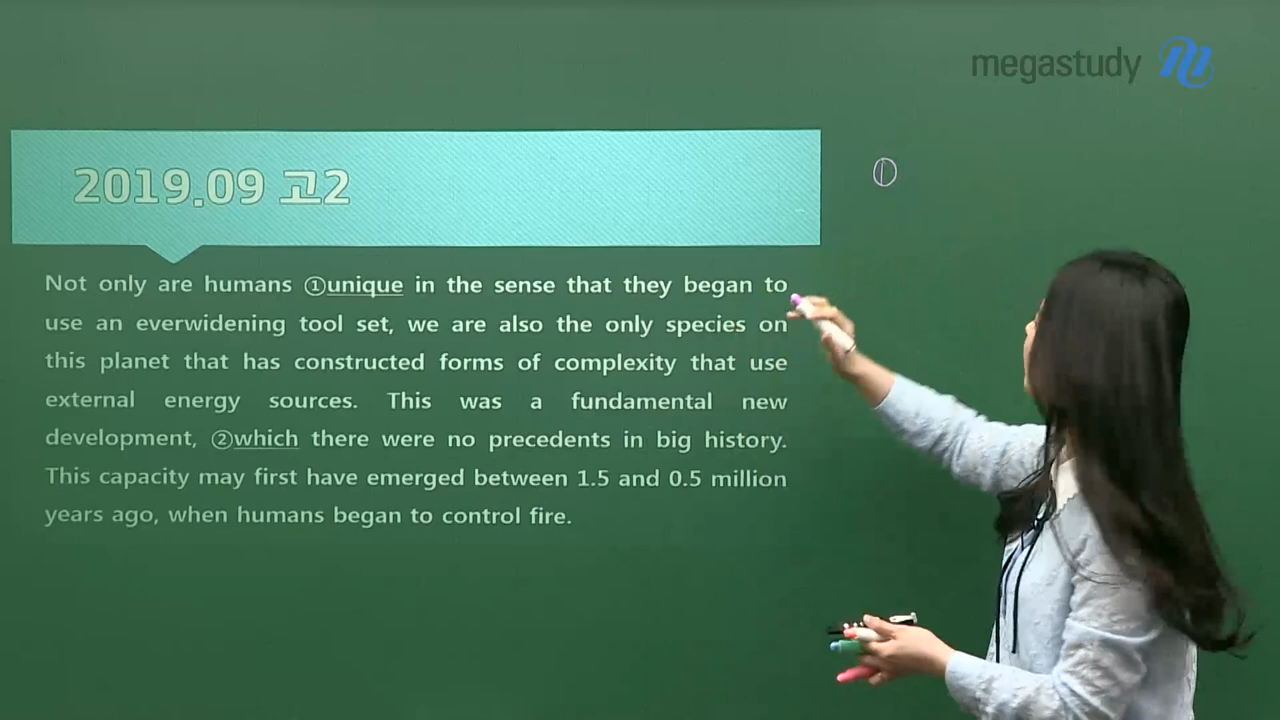 megastudy
2019.09 고2
①
Not only are humans ①unique in the sense that they began to
use an everwidening tool set, we are also the only species on
this planet that has constructed forms of complexity that use
external energy sources. This was a fundamental new
development, ②which there were no precedents in big history.
This capacity may first have emerged between 1.5 and 0.5 million
years ago, when humans began to control fire.